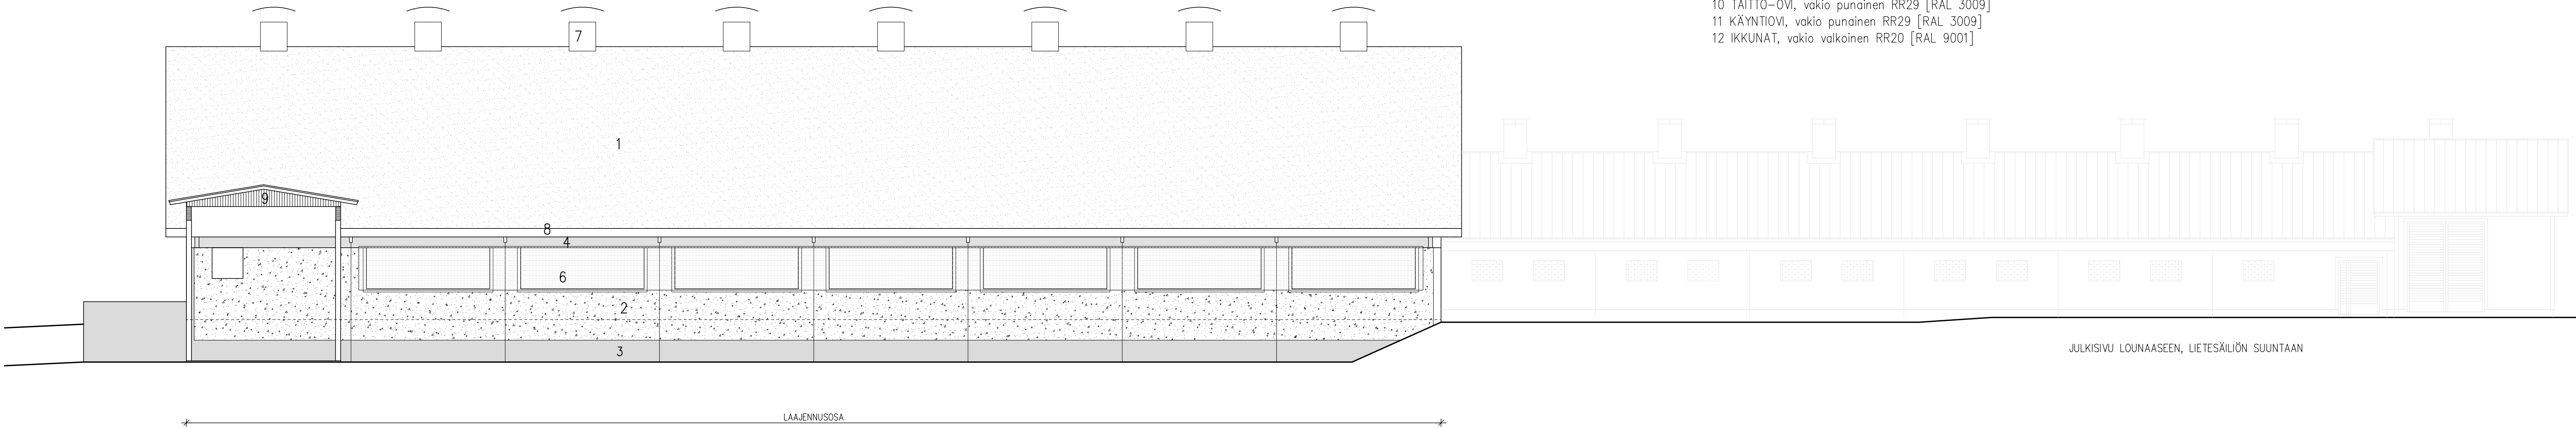 10 TAITTO-OVI, vakio punainen RR29 [RAL 3009]
11 KÄYNTIOVI, vakio punainen RR29 [RAL 3009]
12 IKKUNAT, vakio valkoinen RR20 [RAL 9001]
7
1
9
8
4
6
2
3
JULKISIVU LOUNAASEEN, LIETESÄILIÖN SUUNTAAN
LAAJENNUSOSA